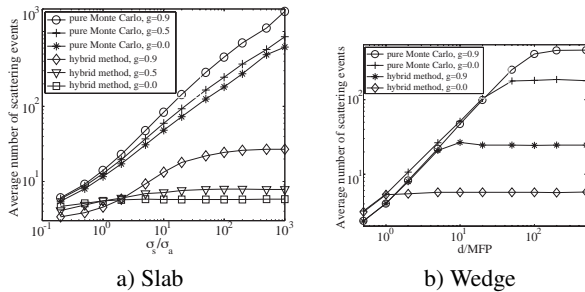 10³
pure Monte Carlo, g=0.9
pure Monte Carlo, g=0.5
pure Monte Carlo, g=0.0
hybrid method, g=0.9
hybrid method, g=0.5
hybrid method, g=0.0
Average number of scattering events
10²
10¹
10⁻¹ 10⁰ 10¹ 10² 10³
σₛ/σₐ
a) Slab
pure Monte Carlo, g=0.9
pure Monte Carlo, g=0.0
hybrid method, g=0.9
hybrid method, g=0.0
Average number of scattering events
10²
10¹
10⁰ 10¹ 10²
d/MFP
b) Wedge